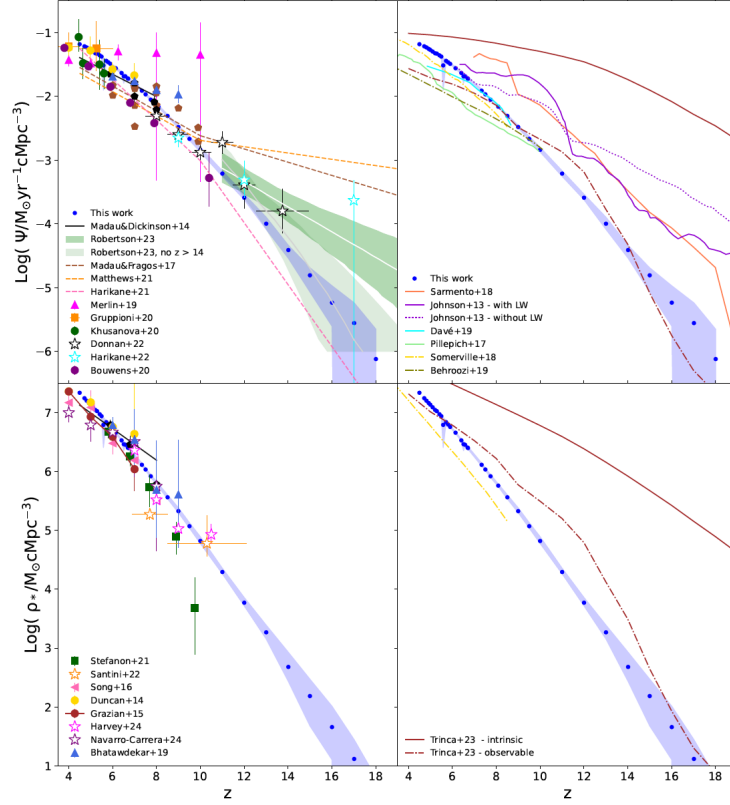 -1
-2
-3
-4
-5
-6
Log( Ψ/M⊙yr⁻¹cMpc⁻³)
This work
Madau&Dickinson+14
Robertson+23
Robertson+23, no z > 14
Madau&Fragos+17
Matthews+21
Harikane+21
Merlin+19
Gruppioni+20
Khusanova+20
Donnan+22
Harikane+22
Bouwens+20
This work
Sarmento+18
Johnson+13 - with LW
Johnson+13 - without LW
Davé+19
Pillepich+17
Somerville+18
Behroozi+19
7
6
5
4
3
2
1
Log( ρ*/M⊙cMpc⁻³)
Stefanon+21
Santini+22
Song+16
Duncan+14
Grazian+15
Harvey+24
Navarro-Carrera+24
Bhatawdekar+19
Trinca+23 - intrinsic
Trinca+23 - observable
4 6 8 10 12 14 16 18
4 6 8 10 12 14 16 18
z
z